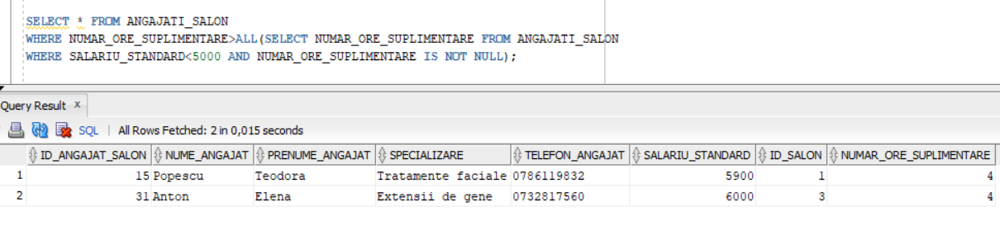 SELECT * FROM ANGAJATI_SALON
WHERE NUMAR_ORE_SUPLIMENTARE>ALL(SELECT NUMAR_ORE_SUPLIMENTARE FROM ANGAJATI_SALON
WHERE SALARIU_STANDARD<5000 AND NUMAR_ORE_SUPLIMENTARE IS NOT NULL);
Query Result x
SQL | All Rows Fetched: 2 in 0,015 seconds
ID_ANGAJAT_SALON NUME_ANGAJAT PRENUME_ANGAJAT SPECIALIZARE TELEFON_ANGAJAT SALARIU_STANDARD ID_SALON NUMAR_ORE_SUPLIMENTARE
1 15 Popescu Teodora Tratamente faciale 0786119832 5900 1 4
2 31 Anton Elena Extensii de gene 0732817560 6000 3 4